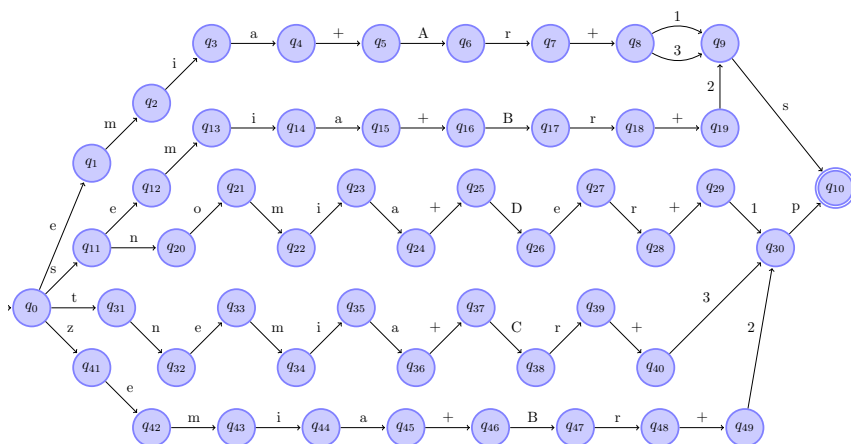 1
q3 a q4 + q5 A q6 r q7 + q8 3 q9
i
q2
m 2 s
q13 i q14 a q15 + q16 B q17 r q18 + q19
m
q1
e q12 q21 q23 q25 q27 q29 q10
e o m i a + D e r + 1 p
q11 n q20 q22 q24 q26 q28 q30
s
q0 t q31 q33 q35 q37 q39 3
z n e m i a + C r + 2
q41 q32 q34 q36 q38 q40
e
q42 m q43 i q44 a q45 + q46 B q47 r q48 + q49